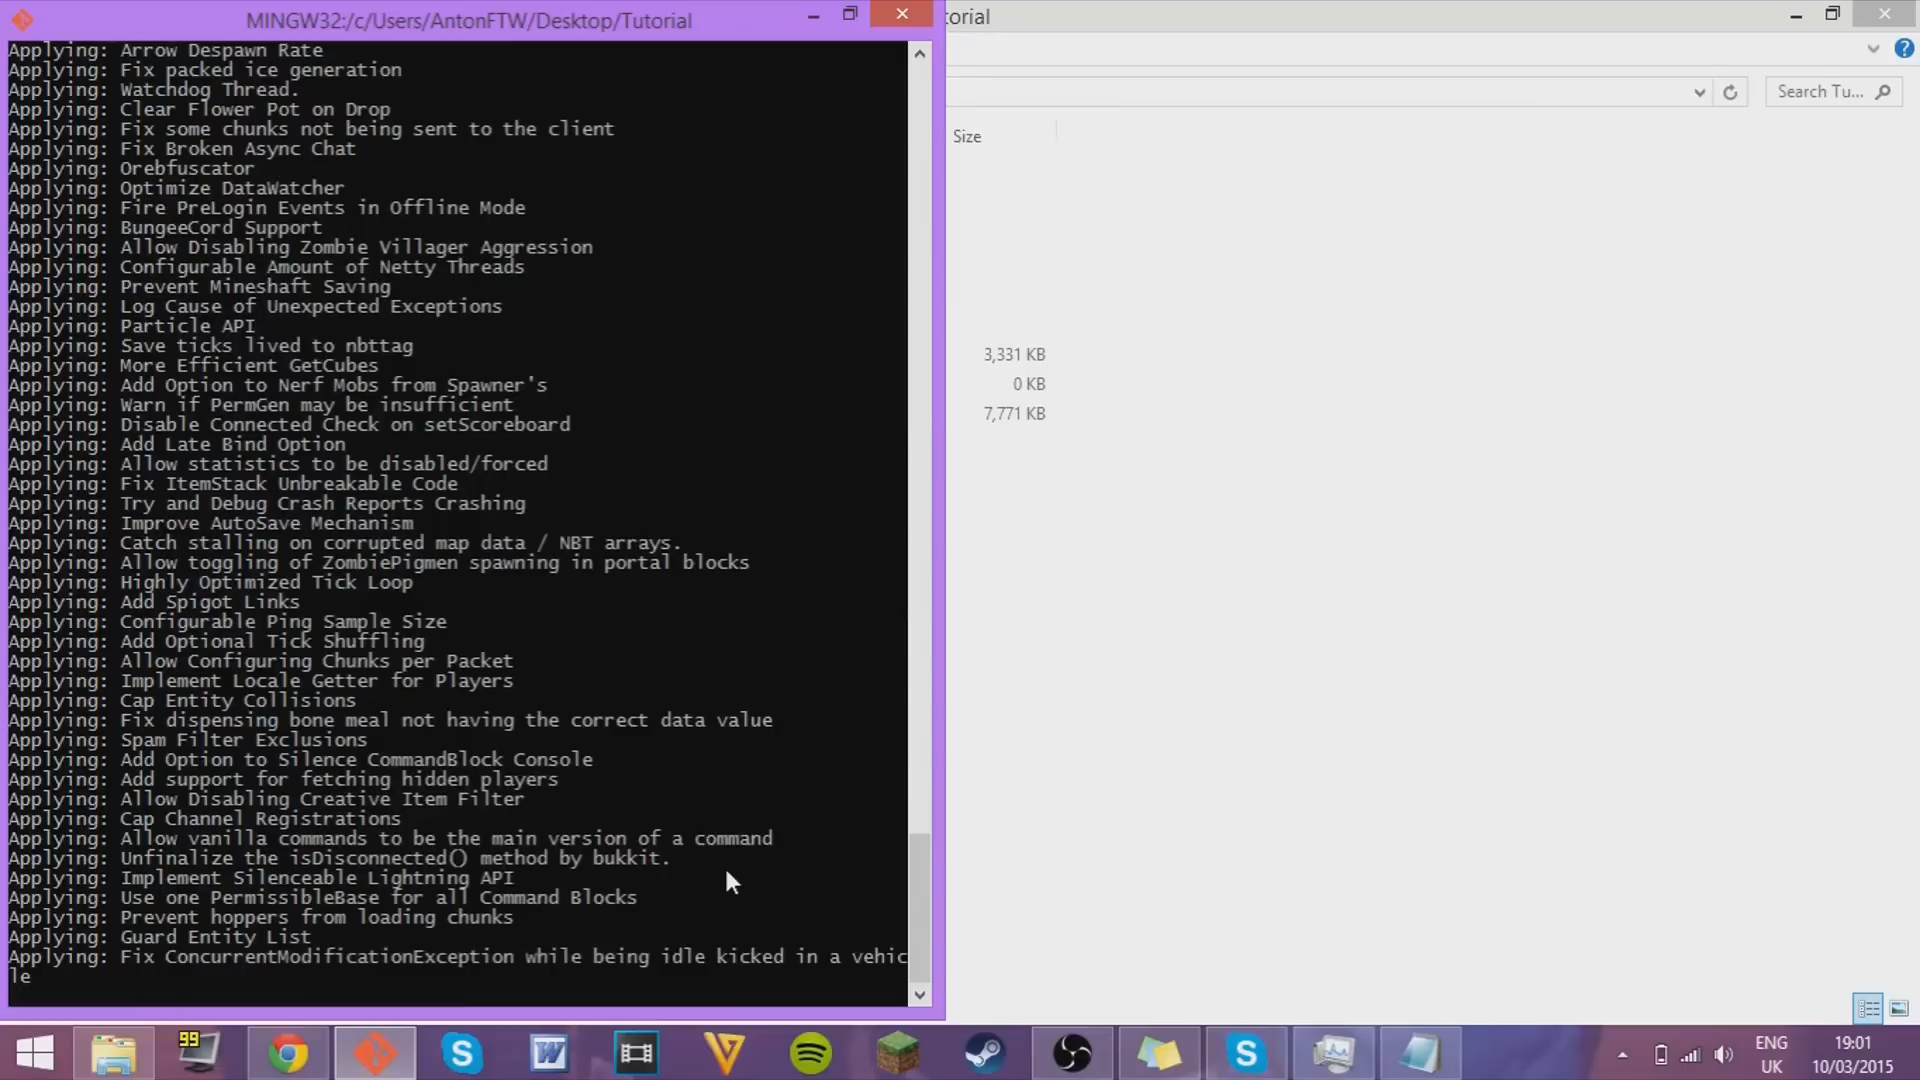 MINGW32:/c/Users/AntonFTW/Desktop/Tutorial
torial
Applying: Arrow Despawn Rate
Applying: Fix packed ice generation
Applying: Watchdog Thread.
Applying: Clear Flower Pot on Drop
Applying: Fix some chunks not being sent to the client
Applying: Fix Broken Async Chat
Applying: Orebfuscator
Applying: Optimize DataWatcher
Applying: Fire PreLogin Events in Offline Mode
Applying: BungeeCord Support
Applying: Allow Disabling Zombie Villager Aggression
Applying: Configurable Amount of Netty Threads
Applying: Prevent Mineshaft Saving
Applying: Log Cause of Unexpected Exceptions
Applying: Particle API
Applying: Save ticks lived to nbttag
Applying: More Efficient GetCubes
Applying: Add Option to Nerf Mobs from Spawner's
Applying: Warn if PermGen may be insufficient
Applying: Disable Connected Check on setScoreboard
Applying: Add Late Bind Option
Applying: Allow statistics to be disabled/forced
Applying: Fix ItemStack Unbreakable Code
Applying: Try and Debug Crash Reports Crashing
Applying: Improve AutoSave Mechanism
Applying: Catch stalling on corrupted map data / NBT arrays.
Applying: Allow toggling of ZombiePigmen spawning in portal blocks
Applying: Highly Optimized Tick Loop
Applying: Add Spigot Links
Applying: Configurable Ping Sample Size
Applying: Add Optional Tick Shuffling
Applying: Allow Configuring Chunks per Packet
Applying: Implement Locale Getter for Players
Applying: Cap Entity Collisions
Applying: Fix dispensing bone meal not having the correct data value
Applying: Spam Filter Exclusions
Applying: Add Option to Silence CommandBlock Console
Applying: Add support for fetching hidden players
Applying: Allow Disabling Creative Item Filter
Applying: Cap Channel Registrations
Applying: Allow vanilla commands to be the main version of a command
Applying: Unfinalize the isDisconnected() method by bukkit.
Applying: Implement Silenceable Lightning API
Applying: Use one PermissibleBase for all Command Blocks
Applying: Prevent hoppers from loading chunks
Applying: Guard Entity List
Applying: Fix ConcurrentModificationException while being idle kicked in a vehic
le
Search Tu...
Size
3,331 KB
0 KB
7,771 KB
99
ENG
UK
19:01
10/03/2015